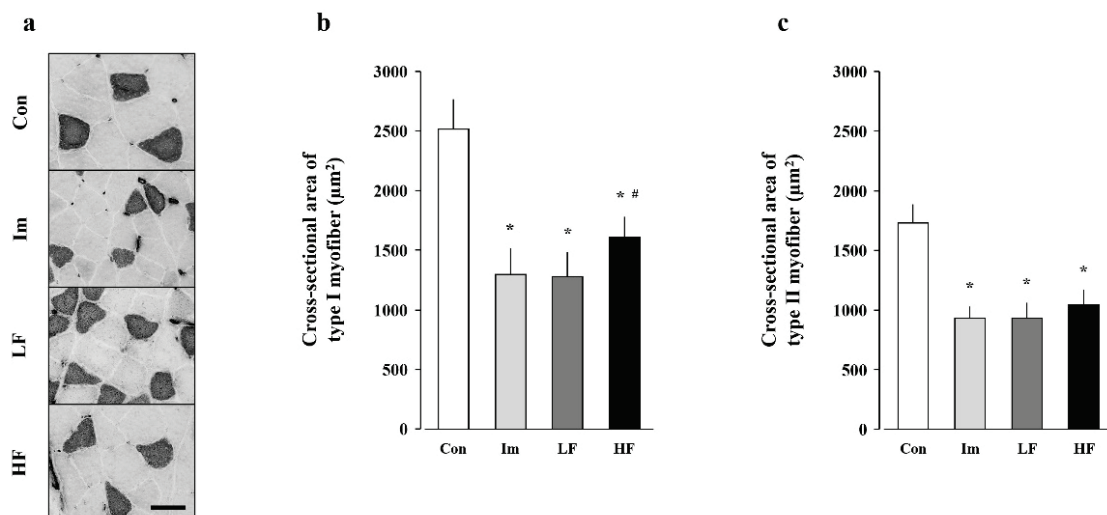 a
Con
Im
LF
HF
b
Cross-sectional area of
type I myofiber (μm²)
3000
2500
2000
1500
1000
500
0
*
*
* #
Con Im LF HF
c
Cross-sectional area of
type II myofiber (μm²)
3000
2500
2000
1500
1000
500
0
*
*
*
Con Im LF HF